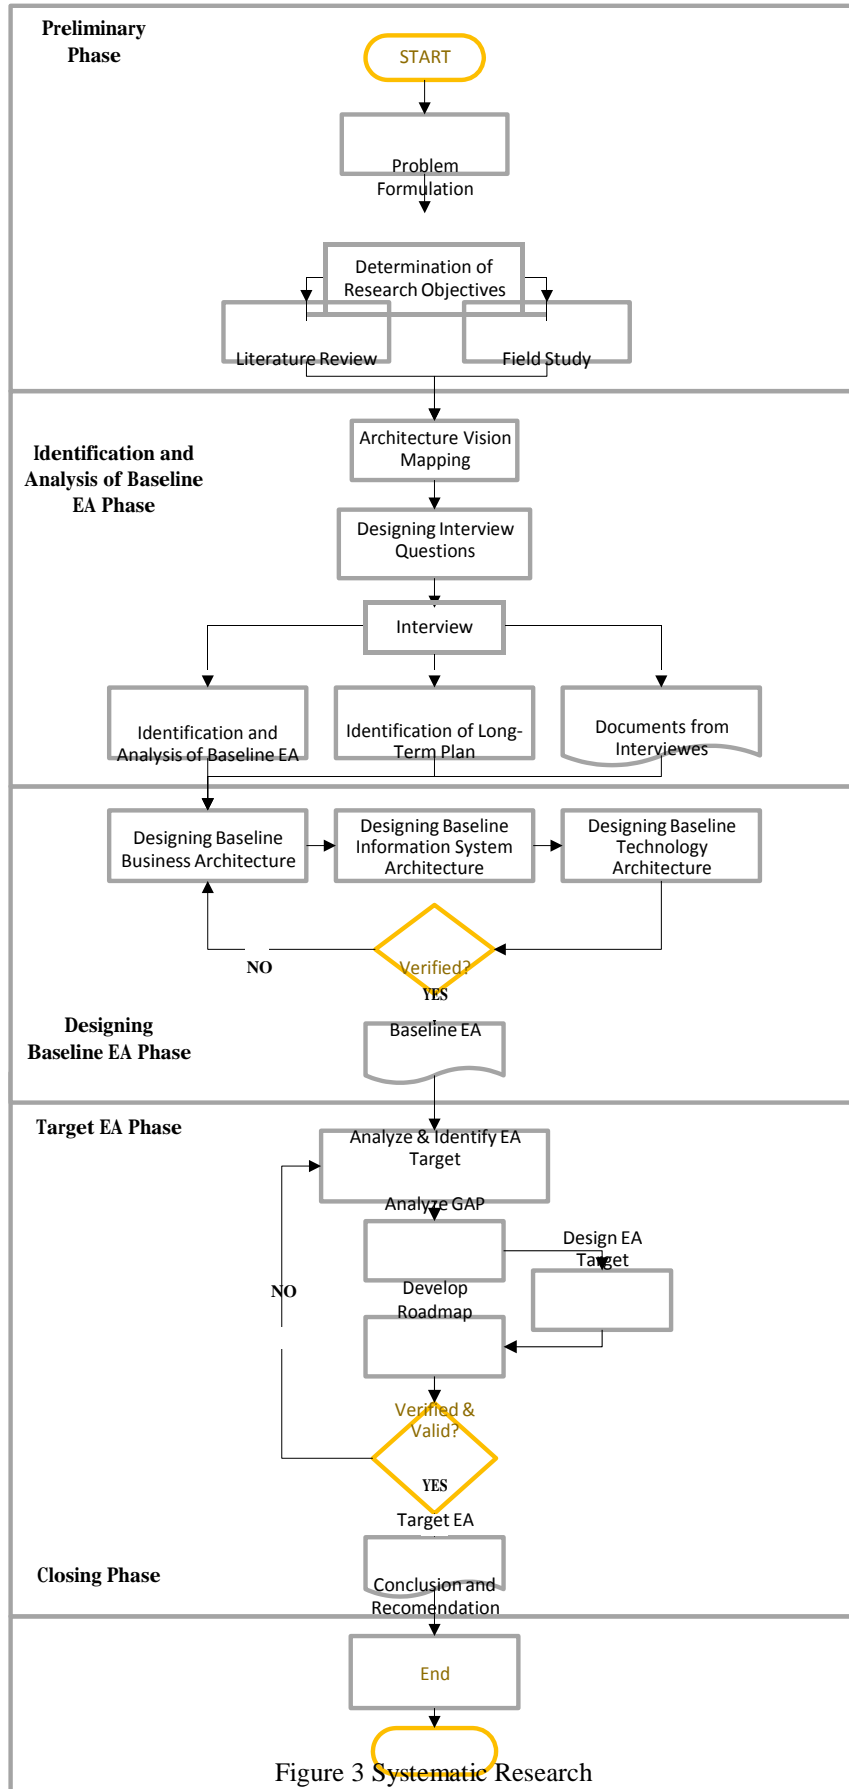 Preliminary
Phase
START
Problem
Formulation
Determination of
Research Objectives
Literature Review
Field Study
Identification and
Analysis of Baseline
EA Phase
Architecture Vision
Mapping
Designing Interview
Questions
Interview
Identification and
Analysis of Baseline EA
Identification of Long-
Term Plan
Documents from
Interviewes
Designing Baseline
Business Architecture
Designing Baseline
Information System
Architecture
Designing Baseline
Technology
Architecture
Verified?
NO
YES
Designing
Baseline EA Phase
Baseline EA
Target EA Phase
Analyze & Identify EA
Target
Analyze GAP
Design EA
Target
NO
Develop
Roadmap
Verified &
Valid?
YES
Target EA
Closing Phase
Conclusion and
Recomendation
End
Figure 3 Systematic Research